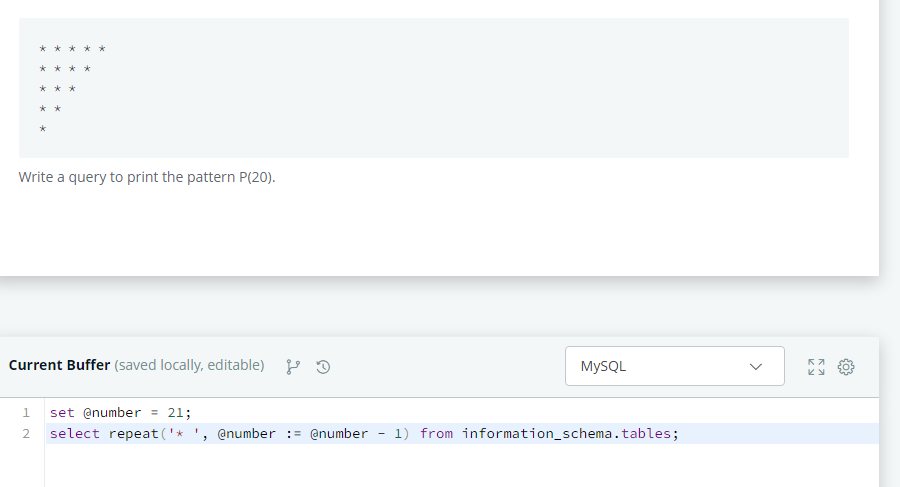 * * * * *
* * * *
* * *
* *
*
Write a query to print the pattern P(20).
Current Buffer (saved locally, editable)
MySQL
1 set @number = 21;
2 select repeat('* ', @number := @number - 1) from information_schema.tables;